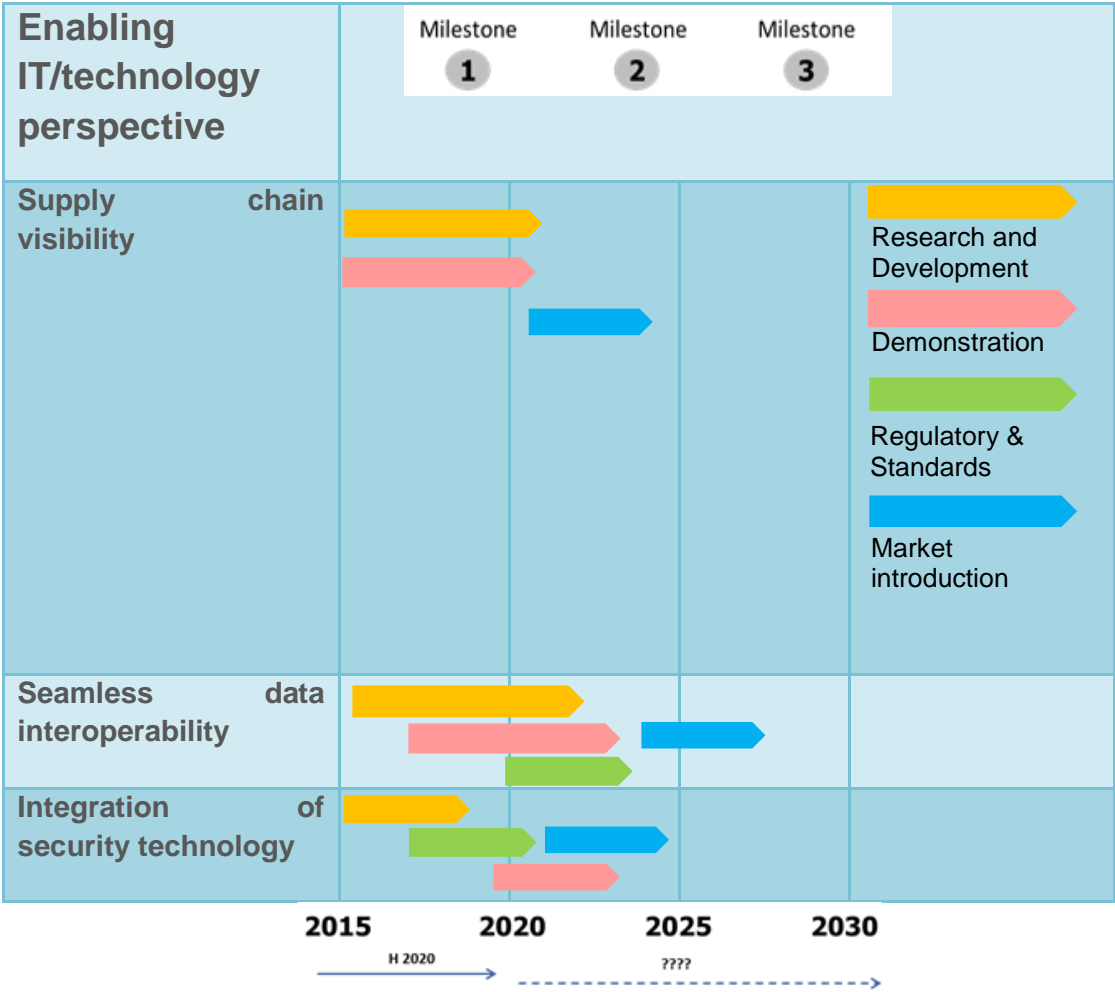 Enabling
IT/technology
perspective
Milestone Milestone Milestone
1 2 3
Supply chain
visibility
Research and
Development
Demonstration
Regulatory &
Standards
Market
introduction
Seamless data
interoperability
Integration of
security technology
2015 2020 2025 2030
H 2020 ????